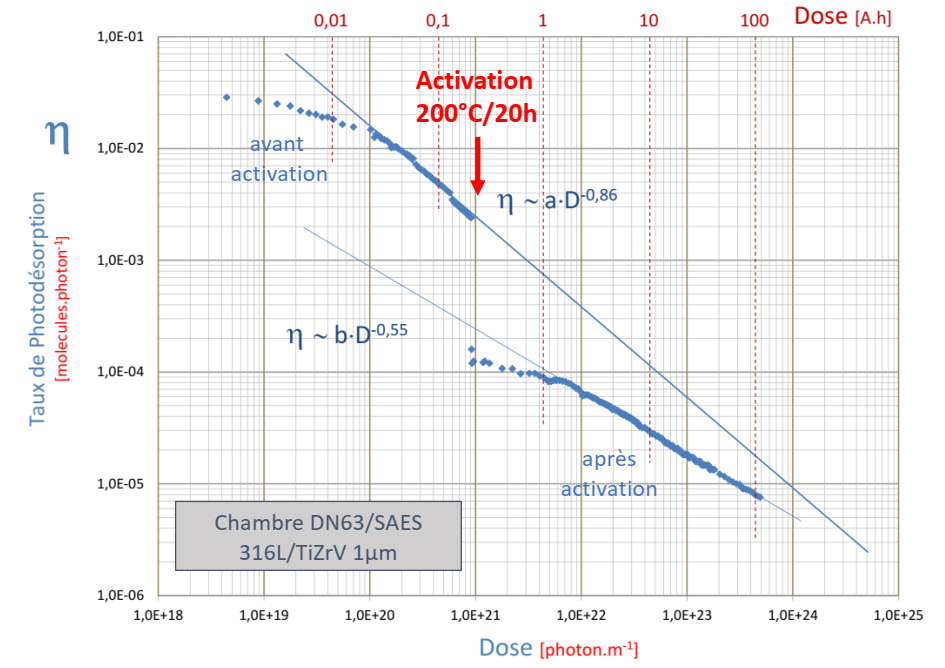 0,01 0,1 1 10 100 Dose [A.h]
1,0E-01
Activation
200°C/20h
1,0E-02
η
avant
activation
η ~ a·D-0,86
1,0E-03
η ~ b·D-0,55
1,0E-04
Taux de Photodésorption
[molecules.photon-1]
après
activation
1,0E-05
Chambre DN63/SAES
316L/TiZrV 1µm
1,0E-06
1,0E+18 1,0E+19 1,0E+20 1,0E+21 1,0E+22 1,0E+23 1,0E+24 1,0E+25
Dose [photon.m-1]